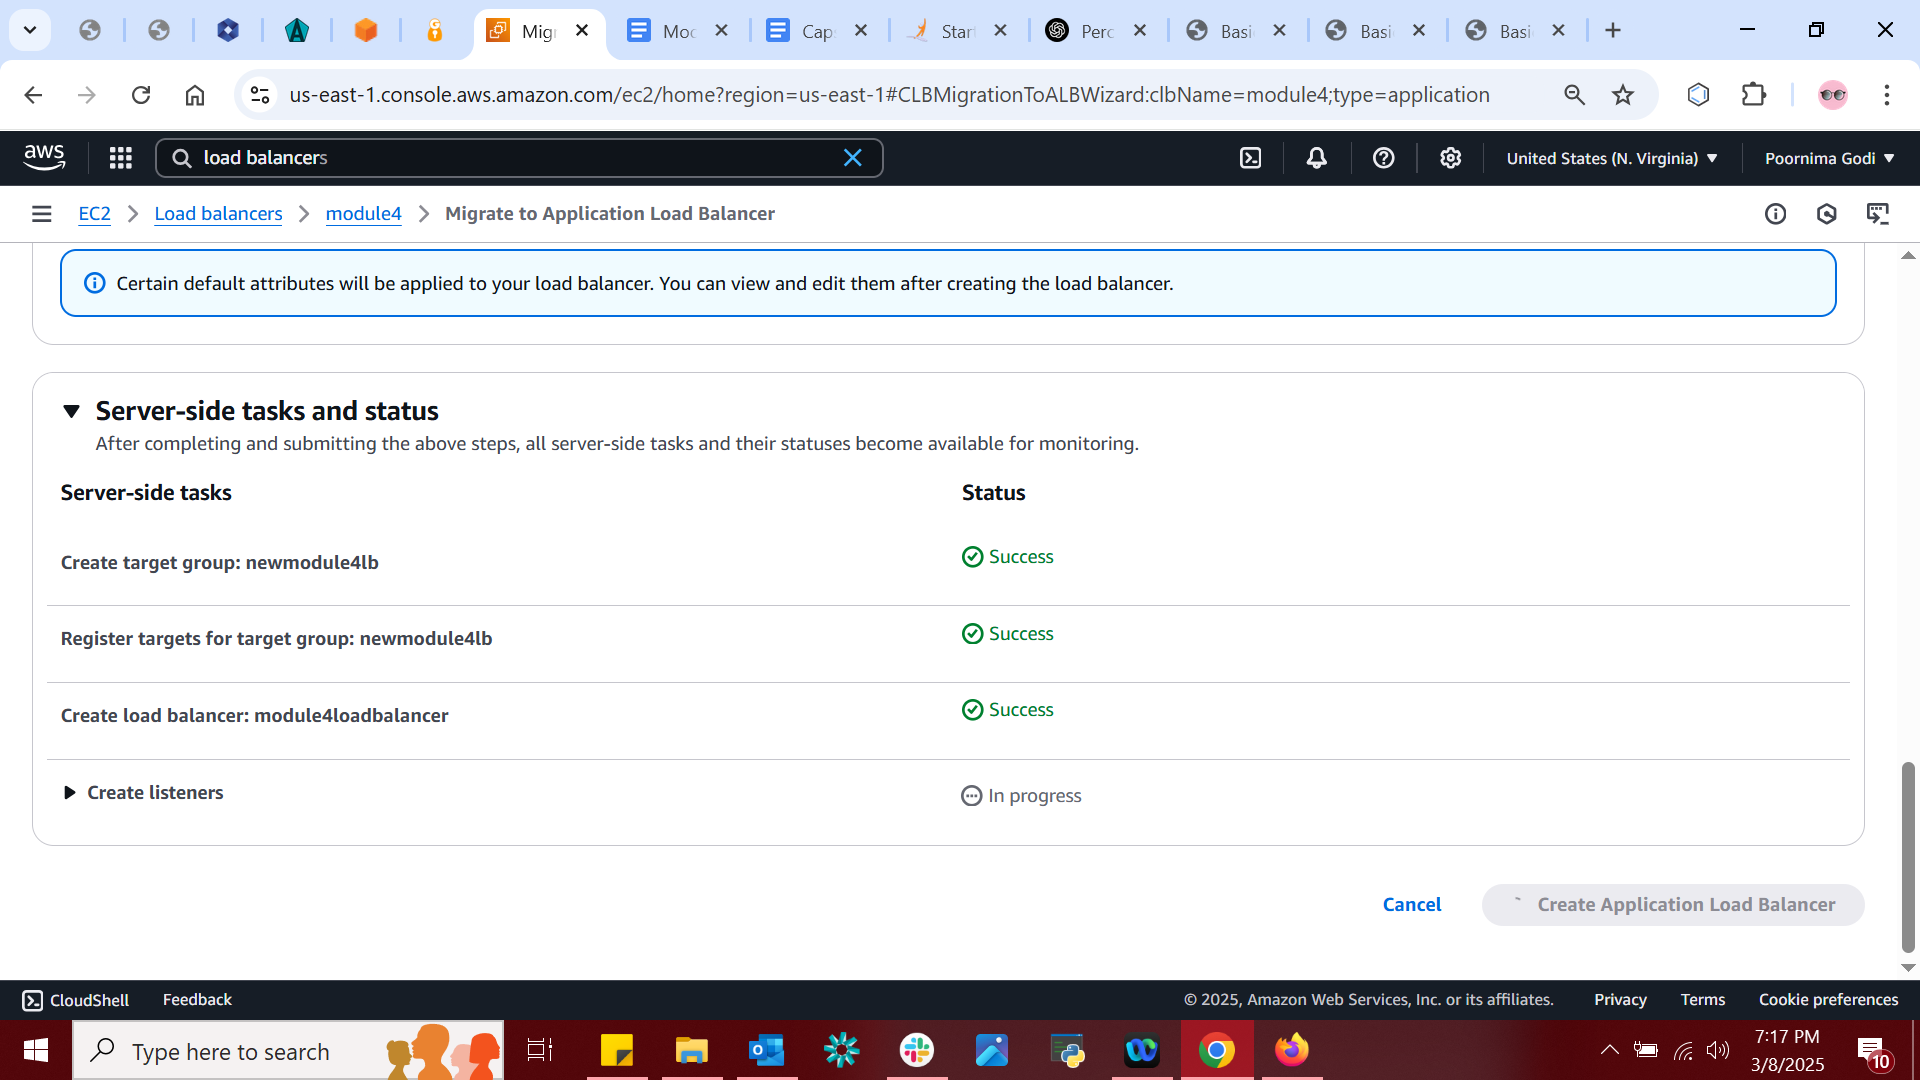 Mig
Moc
Cap
Star
Perc
Basi
Basi
Basi
us-east-1.console.aws.amazon.com/ec2/home?region=us-east-1#CLBMigrationToALBWizard:clbName=module4;type=application
aws
load balancers
United States (N. Virginia)
Poornima Godi
EC2
Load balancers
module4
Migrate to Application Load Balancer
Certain default attributes will be applied to your load balancer. You can view and edit them after creating the load balancer.
Server-side tasks and status
After completing and submitting the above steps, all server-side tasks and their statuses become available for monitoring.
Server-side tasks
Status
Create target group: newmodule4lb
Success
Register targets for target group: newmodule4lb
Success
Create load balancer: module4loadbalancer
Success
Create listeners
In progress
Cancel
Create Application Load Balancer
CloudShell
Feedback
© 2025, Amazon Web Services, Inc. or its affiliates.
Privacy
Terms
Cookie preferences
Type here to search
7:17 PM
3/8/2025
10